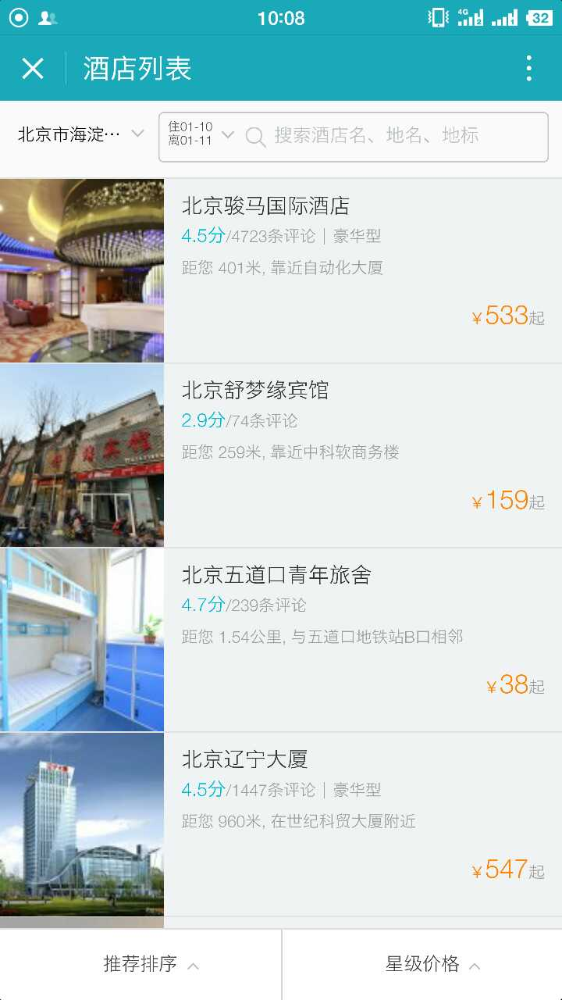 10:08
4G
2
32
酒店列表
北京市海淀…
住01-10
离01-11
搜索酒店名、地名、地标
北京骏马国际酒店
4.5分/4723条评论｜豪华型
距您 401米, 靠近自动化大厦
¥533起
北京舒梦缘宾馆
2.9分/74条评论
距您 259米, 靠近中科软商务楼
¥159起
北京五道口青年旅舍
4.7分/239条评论
距您 1.54公里, 与五道口地铁站B口相邻
¥38起
北京辽宁大厦
4.5分/1447条评论｜豪华型
距您 960米, 在世纪科贸大厦附近
¥547起
推荐排序
星级价格